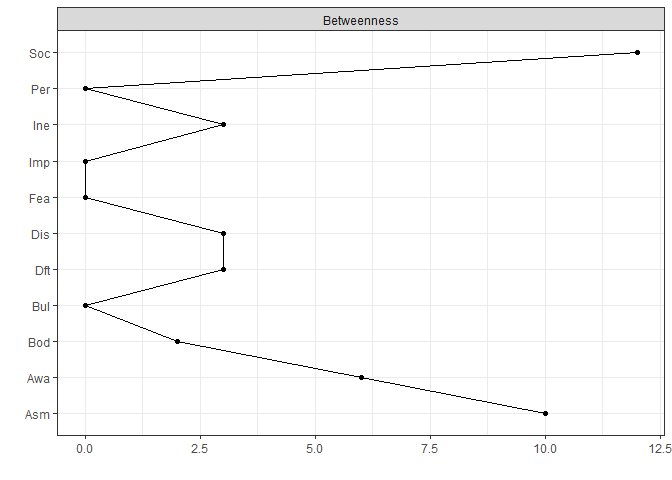 Betweenness
Soc
Per
Ine
Imp
Fea
Dis
Dft
Bul
Bod
Awa
Asm
0.0 2.5 5.0 7.5 10.0 12.5